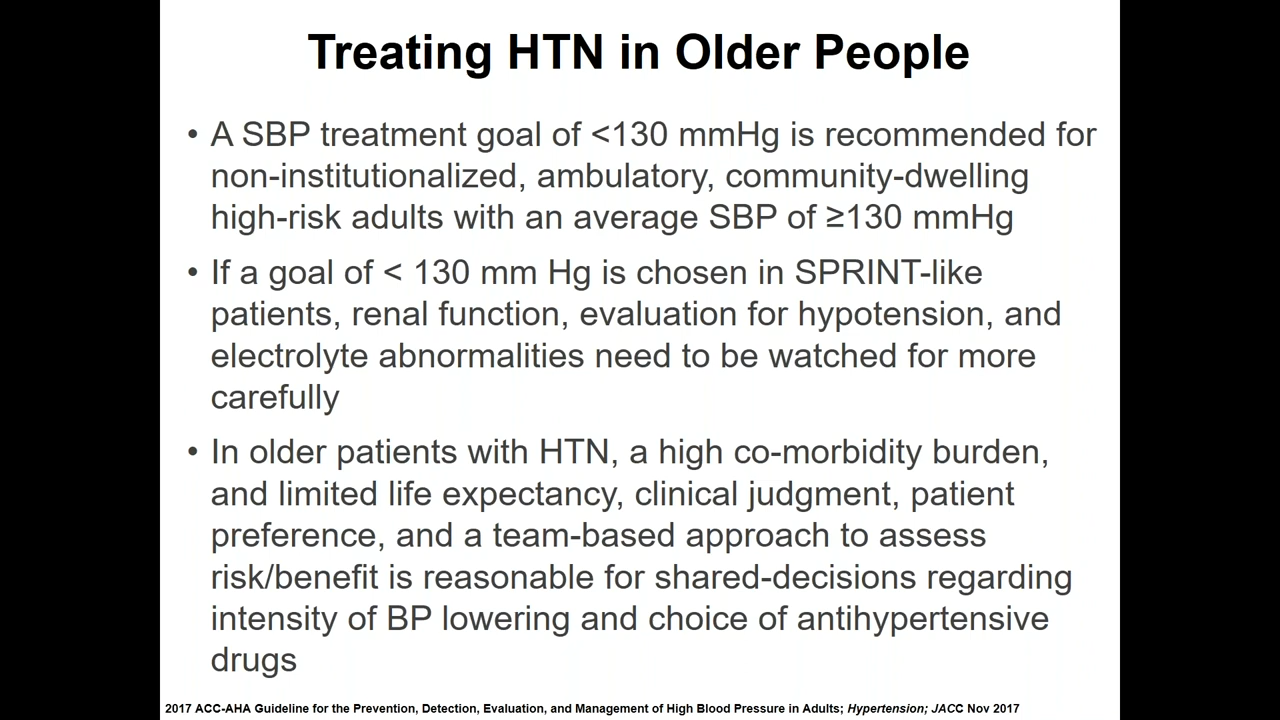 Treating HTN in Older People
• A SBP treatment goal of <130 mmHg is recommended for
non-institutionalized, ambulatory, community-dwelling
high-risk adults with an average SBP of ≥130 mmHg
• If a goal of < 130 mm Hg is chosen in SPRINT-like
patients, renal function, evaluation for hypotension, and
electrolyte abnormalities need to be watched for more
carefully
• In older patients with HTN, a high co-morbidity burden,
and limited life expectancy, clinical judgment, patient
preference, and a team-based approach to assess
risk/benefit is reasonable for shared-decisions regarding
intensity of BP lowering and choice of antihypertensive
drugs
2017 ACC-AHA Guideline for the Prevention, Detection, Evaluation, and Management of High Blood Pressure in Adults; Hypertension; JACC Nov 2017